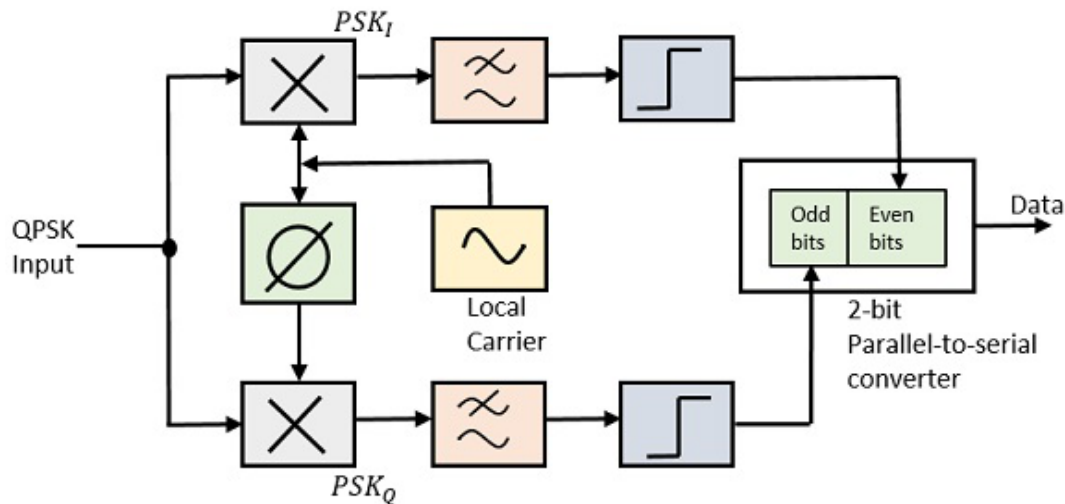 PSK_I
QPSK
Input
Local
Carrier
Odd
bits
Even
bits
Data
2-bit
Parallel-to-serial
converter
PSK_Q